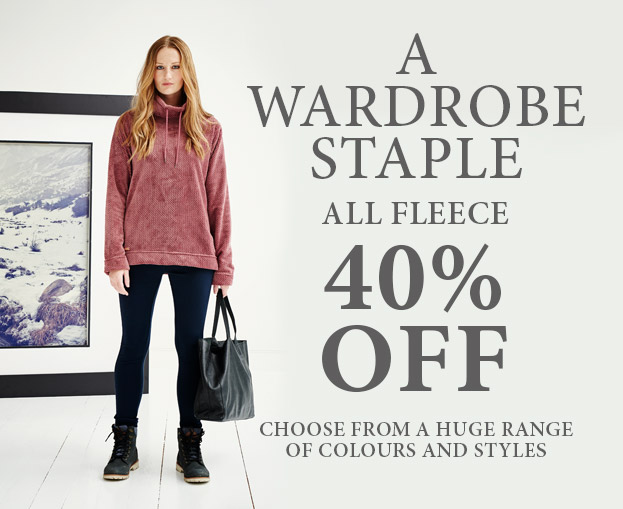 A
WARDROBE
STAPLE
ALL FLEECE
40%
OFF
CHOOSE FROM A HUGE RANGE
OF COLOURS AND STYLES